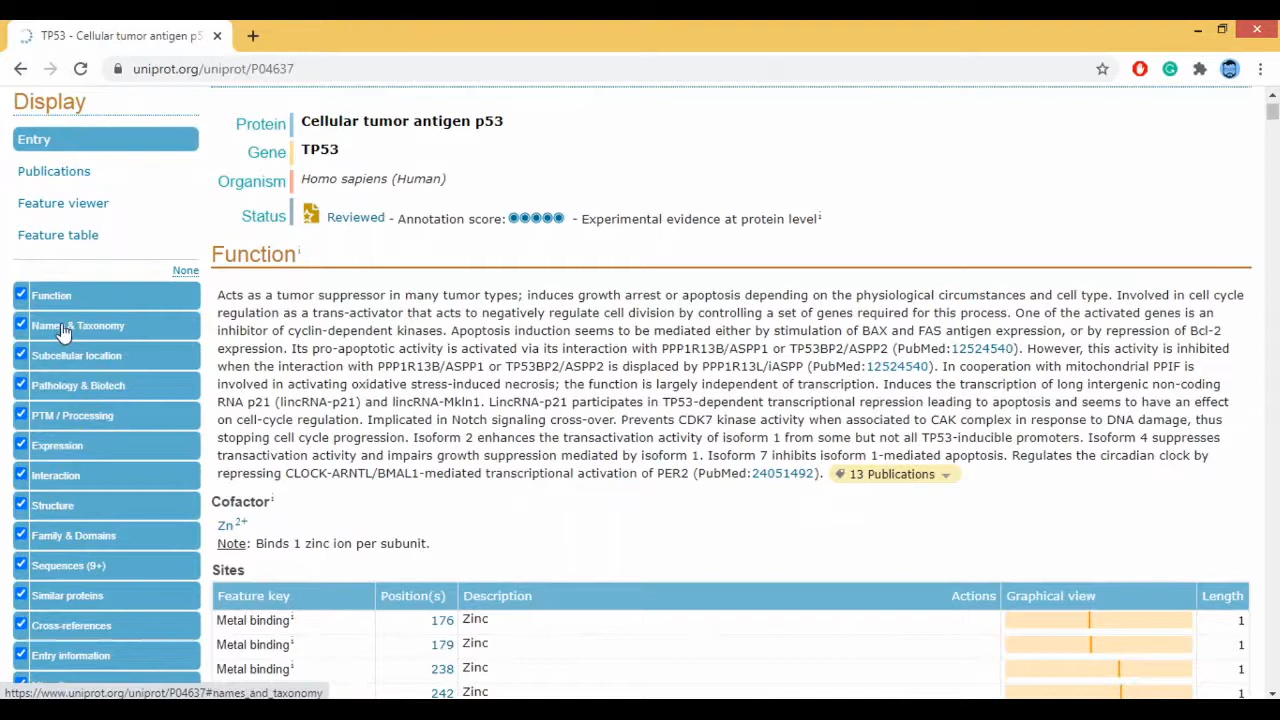 TP53 - Cellular tumor antigen p5
uniprot.org/uniprot/P04637
Display
Entry
Publications
Feature viewer
Feature table
None
Function
Names & Taxonomy
Subcellular location
Pathology & Biotech
PTM / Processing
Expression
Interaction
Structure
Family & Domains
Sequences (9+)
Similar proteins
Cross-references
Entry information
https://www.uniprot.org/uniprot/P04637#names_and_taxonomy
Protein Cellular tumor antigen p53
Gene TP53
Organism Homo sapiens (Human)
Status Reviewed - Annotation score: - Experimental evidence at protein level i
Function i
Acts as a tumor suppressor in many tumor types; induces growth arrest or apoptosis depending on the physiological circumstances and cell type. Involved in cell cycle
regulation as a trans-activator that acts to negatively regulate cell division by controlling a set of genes required for this process. One of the activated genes is an
inhibitor of cyclin-dependent kinases. Apoptosis induction seems to be mediated either by stimulation of BAX and FAS antigen expression, or by repression of Bcl-2
expression. Its pro-apoptotic activity is activated via its interaction with PPP1R13B/ASPP1 or TP53BP2/ASPP2 (PubMed:12524540). However, this activity is inhibited
when the interaction with PPP1R13B/ASPP1 or TP53BP2/ASPP2 is displaced by PPP1R13L/iASPP (PubMed:12524540). In cooperation with mitochondrial PPIF is
involved in activating oxidative stress-induced necrosis; the function is largely independent of transcription. Induces the transcription of long intergenic non-coding
RNA p21 (lincRNA-p21) and lincRNA-Mkln1. LincRNA-p21 participates in TP53-dependent transcriptional repression leading to apoptosis and seems to have an effect
on cell-cycle regulation. Implicated in Notch signaling cross-over. Prevents CDK7 kinase activity when associated to CAK complex in response to DNA damage, thus
stopping cell cycle progression. Isoform 2 enhances the transactivation activity of isoform 1 from some but not all TP53-inducible promoters. Isoform 4 suppresses
transactivation activity and impairs growth suppression mediated by isoform 1. Isoform 7 inhibits isoform 1-mediated apoptosis. Regulates the circadian clock by
repressing CLOCK-ARNTL/BMAL1-mediated transcriptional activation of PER2 (PubMed:24051492). 13 Publications
Cofactor i
Zn 2+
Note: Binds 1 zinc ion per subunit.
Sites
Feature key Position(s) Description Actions Graphical view Length
Metal binding i 176 Zinc 1
Metal binding i 179 Zinc 1
Metal binding i 238 Zinc 1
242 Zinc 1